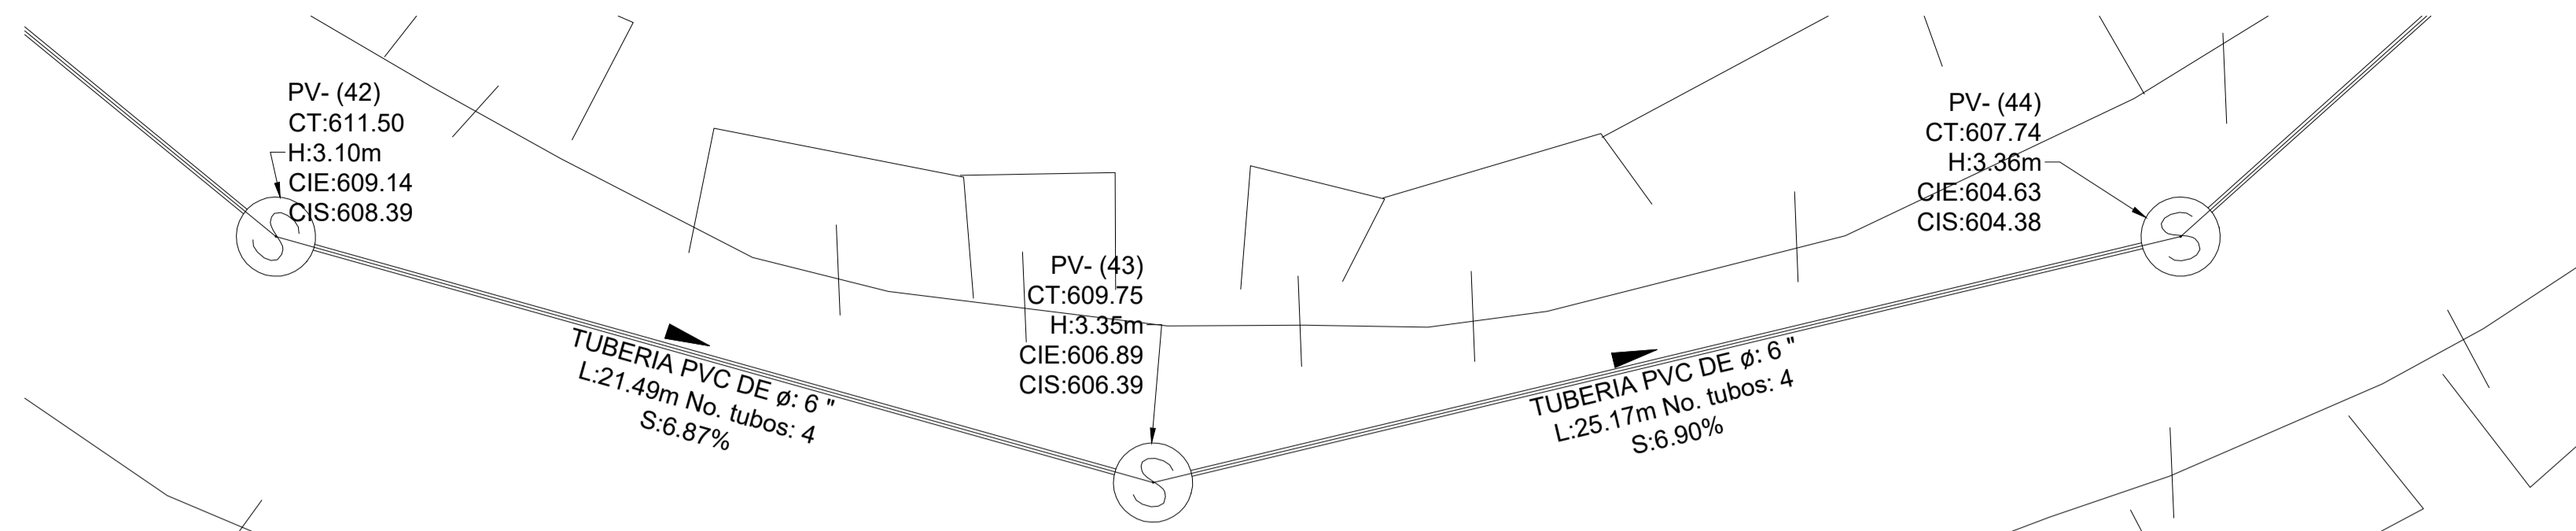 PV- (42)
CT:611.50
H:3.10m
CIE:609.14
CIS:608.39
TUBERIA PVC DE ø: 6 "
L:21.49m No. tubos: 4
S:6.87%
PV- (43)
CT:609.75
H:3.35m
CIE:606.89
CIS:606.39
TUBERIA PVC DE ø: 6 "
L:25.17m No. tubos: 4
S:6.90%
PV- (44)
CT:607.74
H:3.36m
CIE:604.63
CIS:604.38
S
S
S